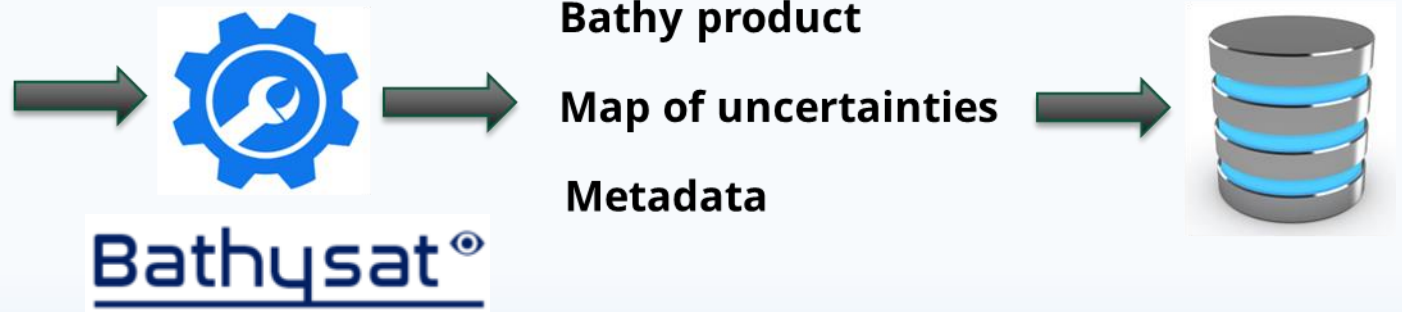 Bathy product
Map of uncertainties
Metadata
Bathysat